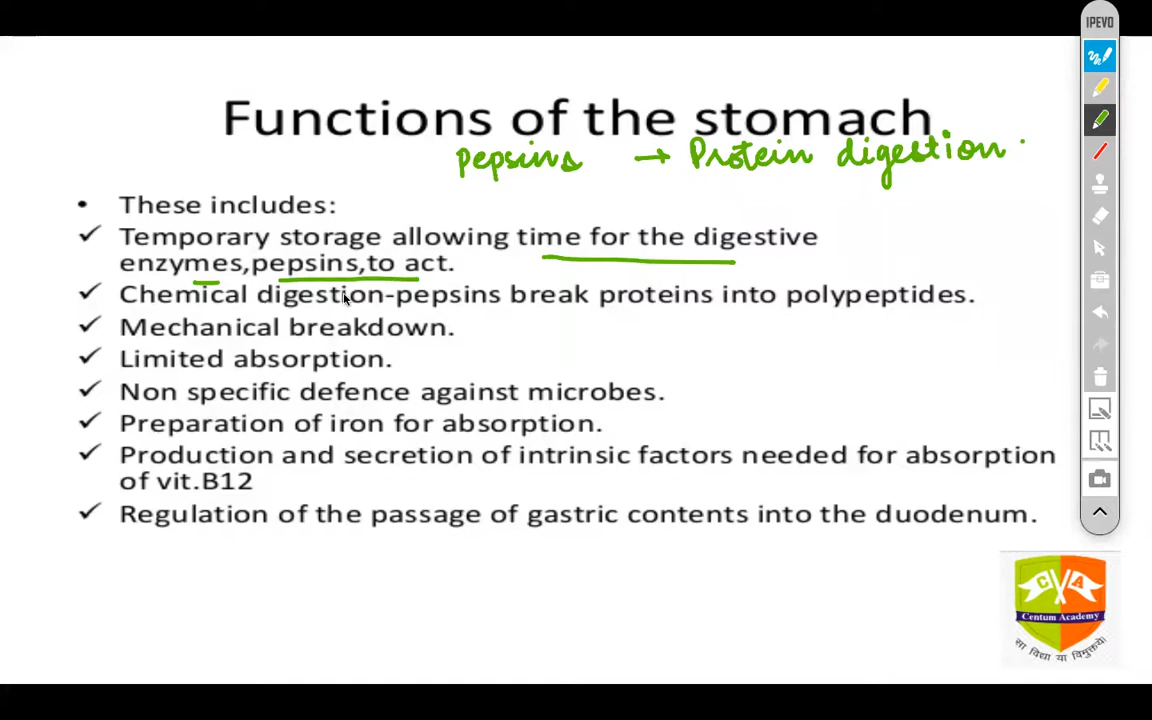 IPEVO
Functions of the stomach
pepsins → Protein digestion.
• These includes:
✓ Temporary storage allowing time for the digestive
enzymes,pepsins,to act.
✓ Chemical digestion-pepsins break proteins into polypeptides.
✓ Mechanical breakdown.
✓ Limited absorption.
✓ Non specific defence against microbes.
✓ Preparation of iron for absorption.
✓ Production and secretion of intrinsic factors needed for absorption
of vit.B12
✓ Regulation of the passage of gastric contents into the duodenum.
C A
Centum Academy
सा विद्या या विमुक्तये